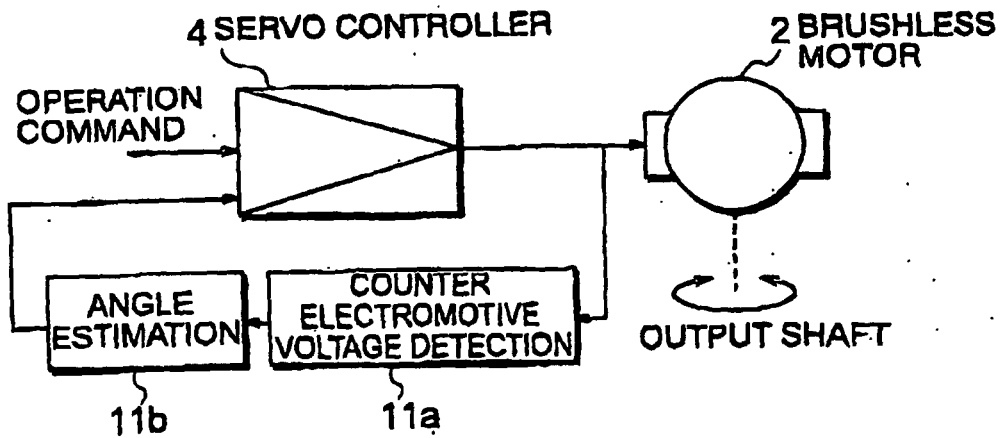 4 SERVO CONTROLLER
2 BRUSHLESS
MOTOR
OPERATION
COMMAND
ANGLE
ESTIMATION
COUNTER
ELECTROMOTIVE
VOLTAGE DETECTION
OUTPUT SHAFT
11b
11a